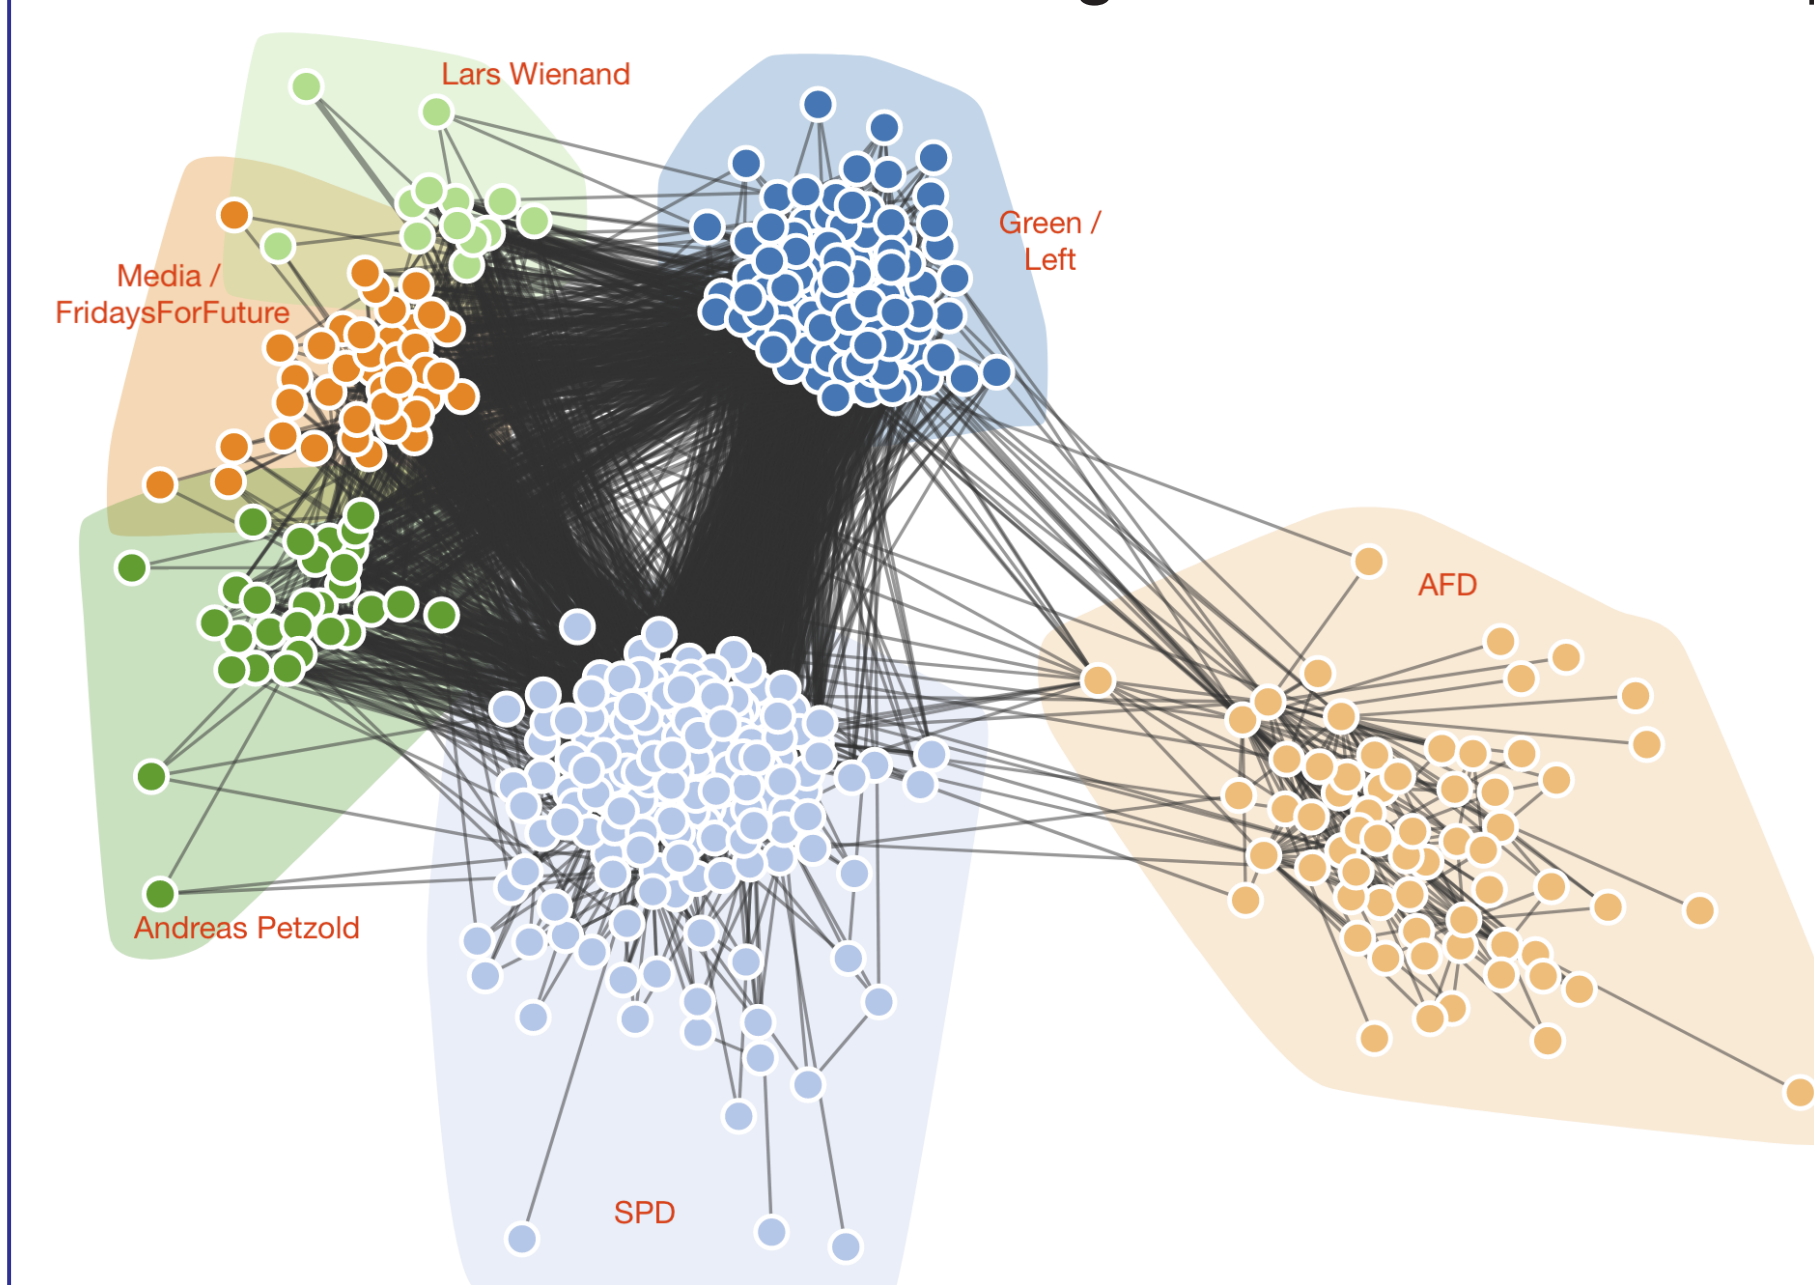 Lars Wienand
Green /
Left
Media /
FridaysForFuture
AFD
Andreas Petzold
SPD